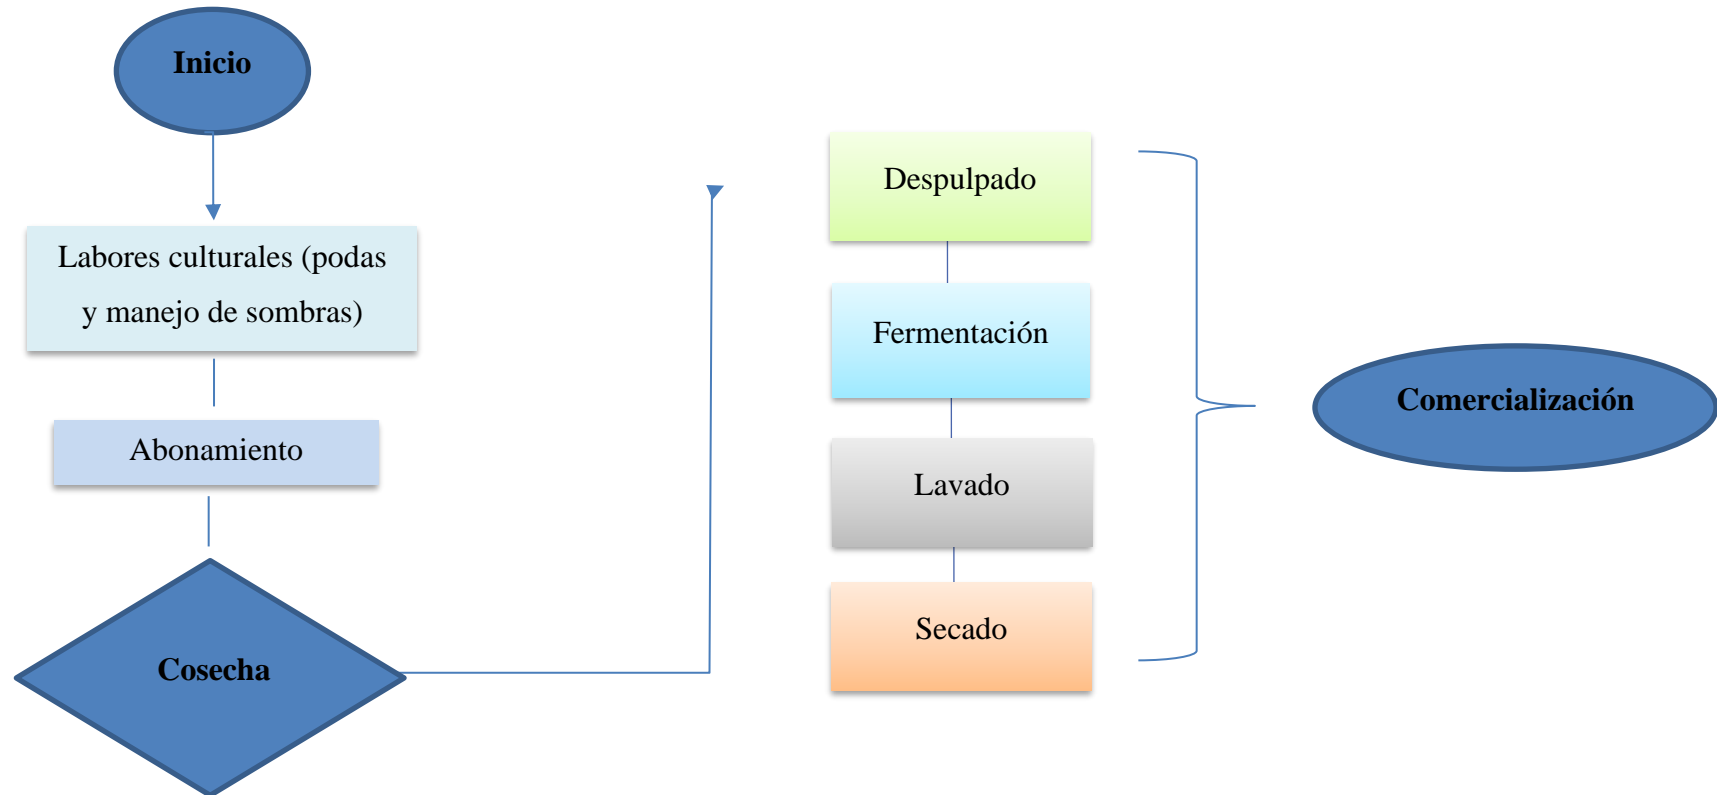 Inicio
Labores culturales (podas
y manejo de sombras)
Abonamiento
Cosecha
Despulpado
Fermentación
Lavado
Secado
Comercialización